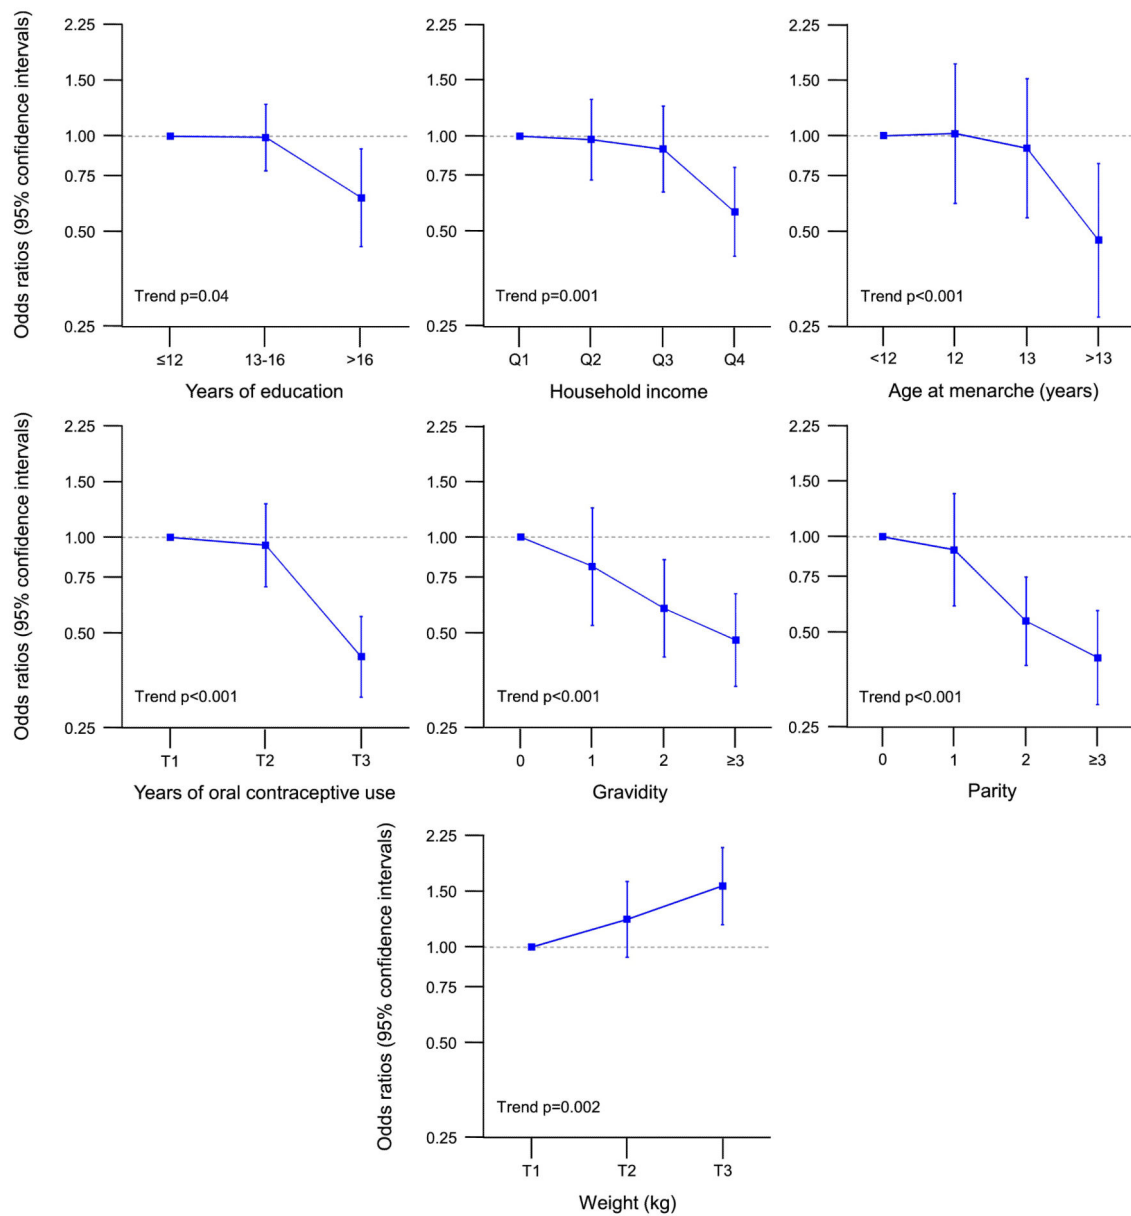 Odds ratios (95% confidence intervals)
2.25
1.50
1.00
0.75
0.50
0.25
Trend p=0.04
≤12 13-16 >16
Years of education
2.25
1.50
1.00
0.75
0.50
0.25
Trend p=0.001
Q1 Q2 Q3 Q4
Household income
2.25
1.50
1.00
0.75
0.50
0.25
Trend p<0.001
<12 12 13 >13
Age at menarche (years)
Odds ratios (95% confidence intervals)
2.25
1.50
1.00
0.75
0.50
0.25
Trend p<0.001
T1 T2 T3
Years of oral contraceptive use
2.25
1.50
1.00
0.75
0.50
0.25
Trend p<0.001
0 1 2 ≥3
Gravidity
2.25
1.50
1.00
0.75
0.50
0.25
Trend p<0.001
0 1 2 ≥3
Parity
Odds ratios (95% confidence intervals)
2.25
1.50
1.00
0.75
0.50
0.25
Trend p=0.002
T1 T2 T3
Weight (kg)